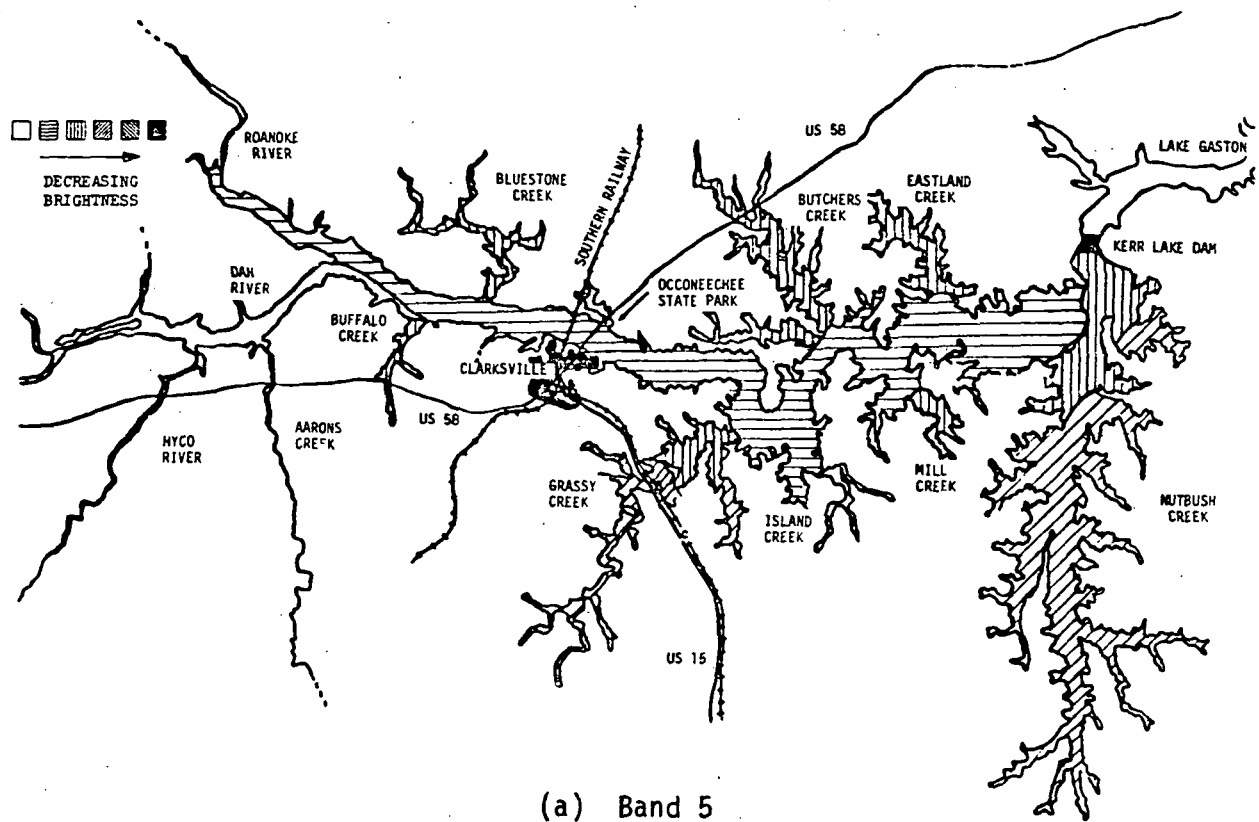 US 58
LAKE GASTON
ROANOKE
RIVER
DECREASING
BRIGHTNESS
BLUESTONE
CREEK
SOUTHERN RAILWAY
BUTCHERS
CREEK
EASTLAND
CREEK
KERR LAKE DAM
DAN
RIVER
OCCONEECHEE
STATE PARK
BUFFALO
CREEK
CLARKSVILLE
US 58
HYCO
RIVER
AARONS
CREEK
GRASSY
CREEK
ISLAND
CREEK
MILL
CREEK
NUTBUSH
CREEK
US 15
(a) Band 5